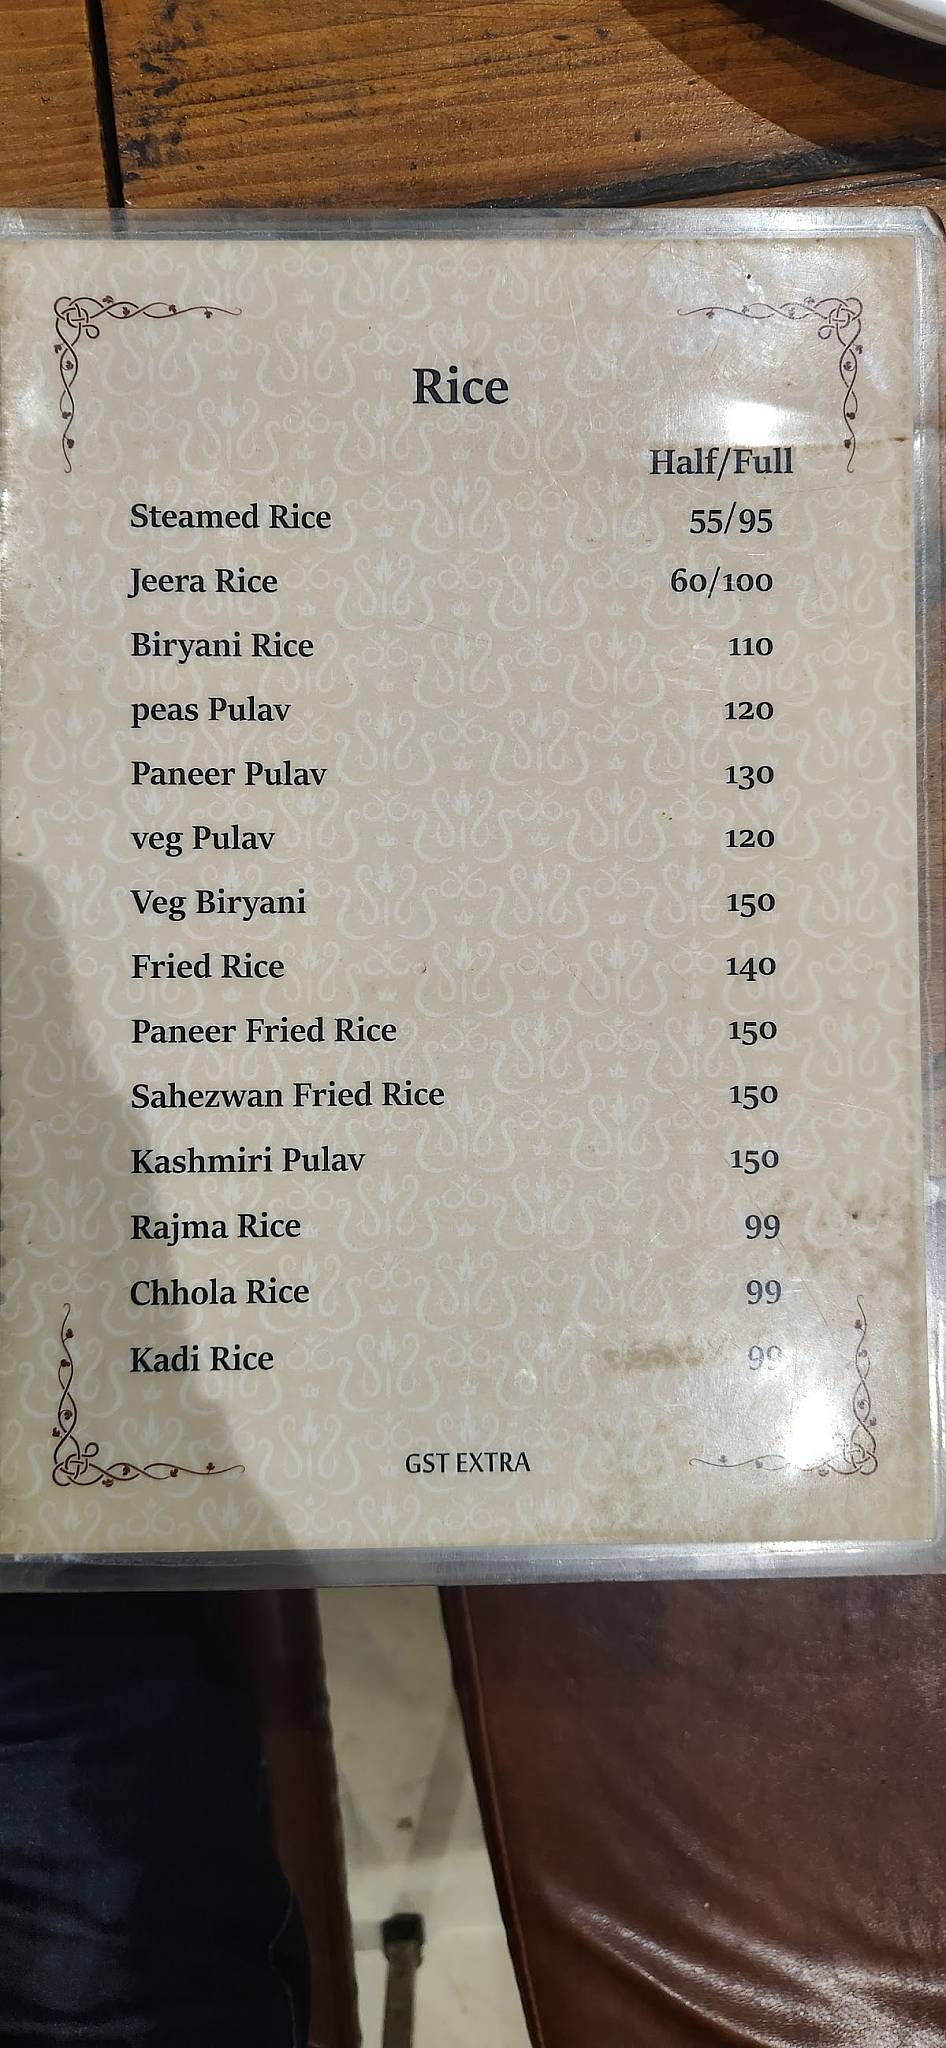 Rice
Half/Full
Steamed Rice 55/95
Jeera Rice 60/100
Biryani Rice 110
peas Pulav 120
Paneer Pulav 130
veg Pulav 120
Veg Biryani 150
Fried Rice 140
Paneer Fried Rice 150
Sahezwan Fried Rice 150
Kashmiri Pulav 150
Rajma Rice 99
Chhola Rice 99
Kadi Rice 99
GST EXTRA